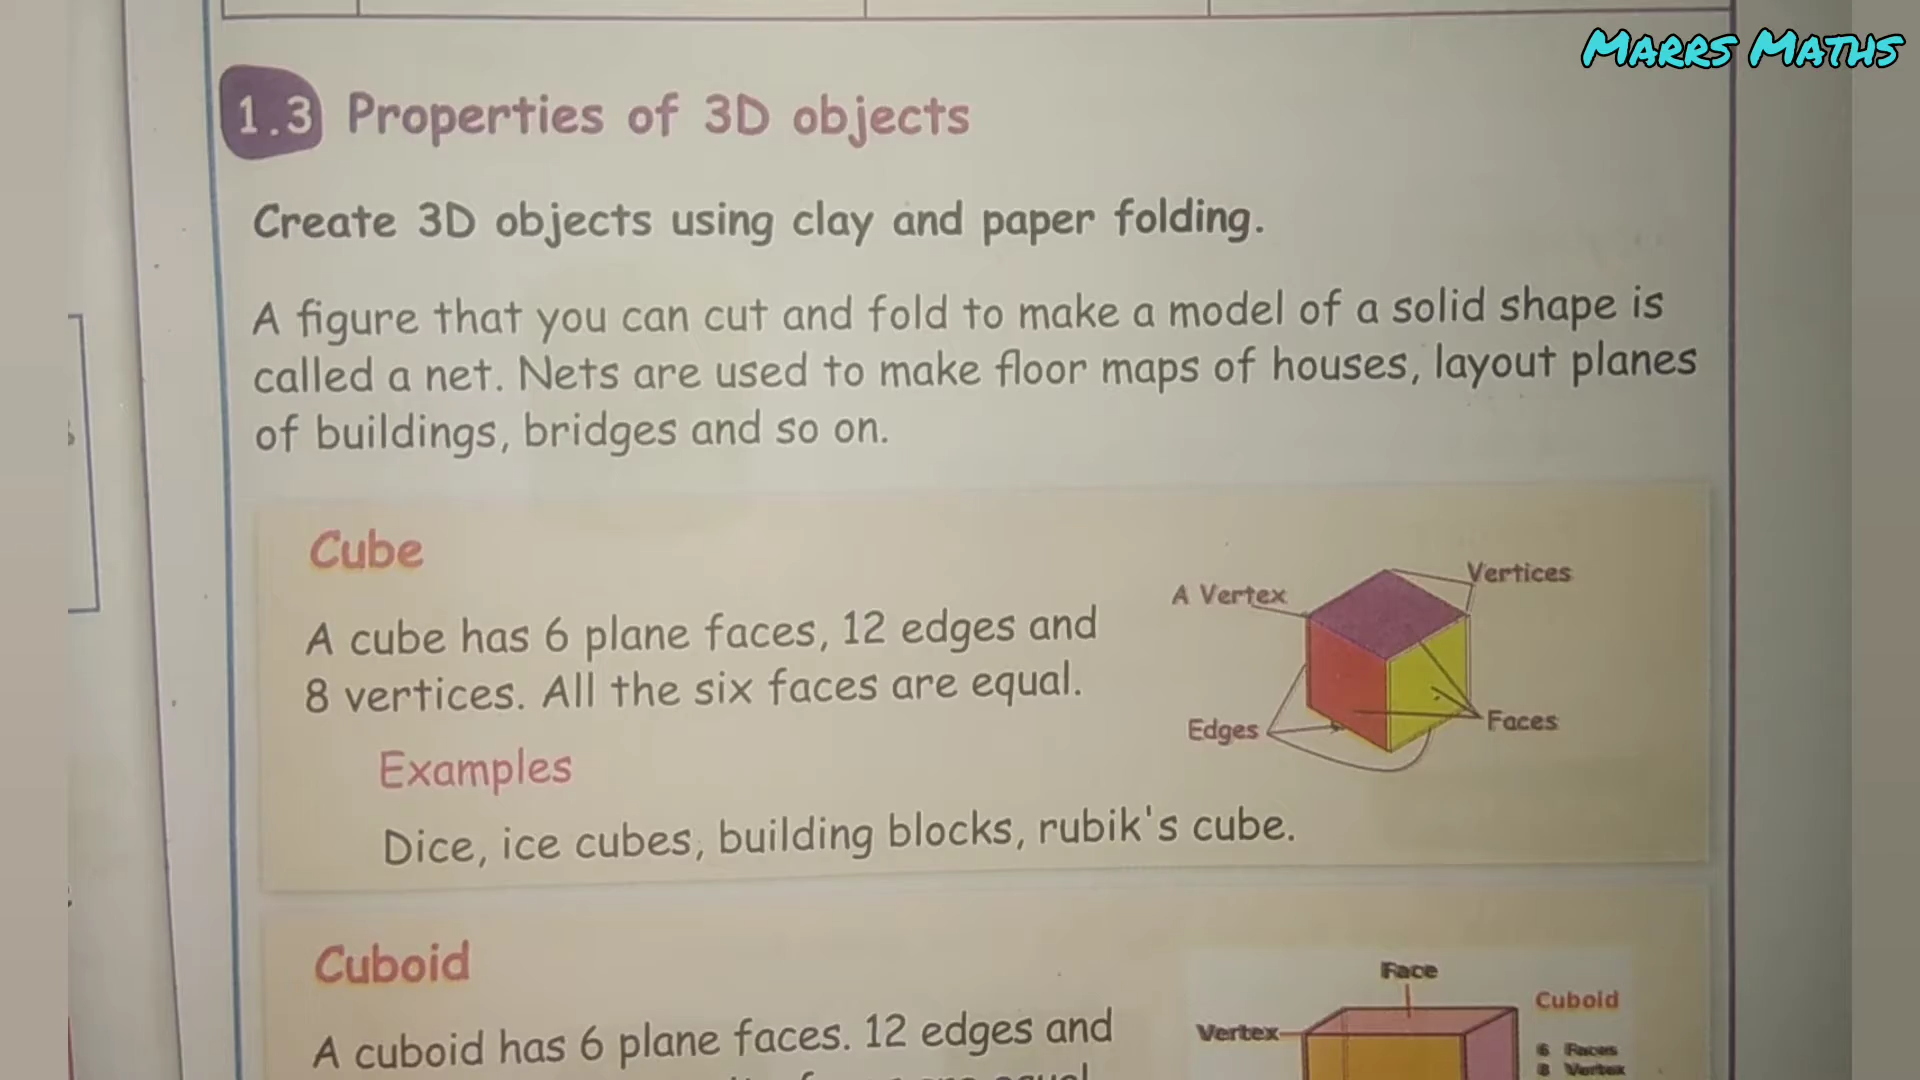 Marrs Maths
1.3 Properties of 3D objects
Create 3D objects using clay and paper folding.
A figure that you can cut and fold to make a model of a solid shape is
called a net. Nets are used to make floor maps of houses, layout planes
of buildings, bridges and so on.
Cube
A cube has 6 plane faces, 12 edges and
8 vertices. All the six faces are equal.
A Vertex
Vertices
Edges
Faces
Examples
Dice, ice cubes, building blocks, rubik's cube.
Cuboid
A cuboid has 6 plane faces. 12 edges and
Face
Cuboid
Vertex
6 Faces
8 Vertex